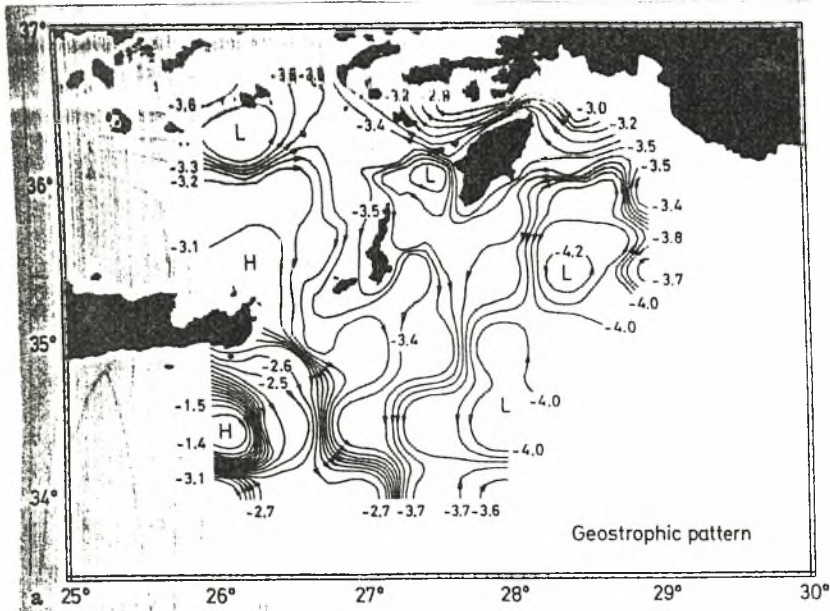 37°
-3.6 -3.8 -3.2 -2.8 -3.0
-3.6 -3.2
L -3.4 -3.5
-3.3 -3.5
-3.2 L
36° -3.4
-3.5
-3.1 -3.8
H -4.2
L -3.7
-4.0
-4.0
35°
-3.4
-2.6
-2.5
-1.5 L -4.0
H
-1.4 -4.0
-3.1
34°
-2.7 -2.7 -3.7 -3.7 -3.6
Geostrophic pattern
a 25° 26° 27° 28° 29° 30°